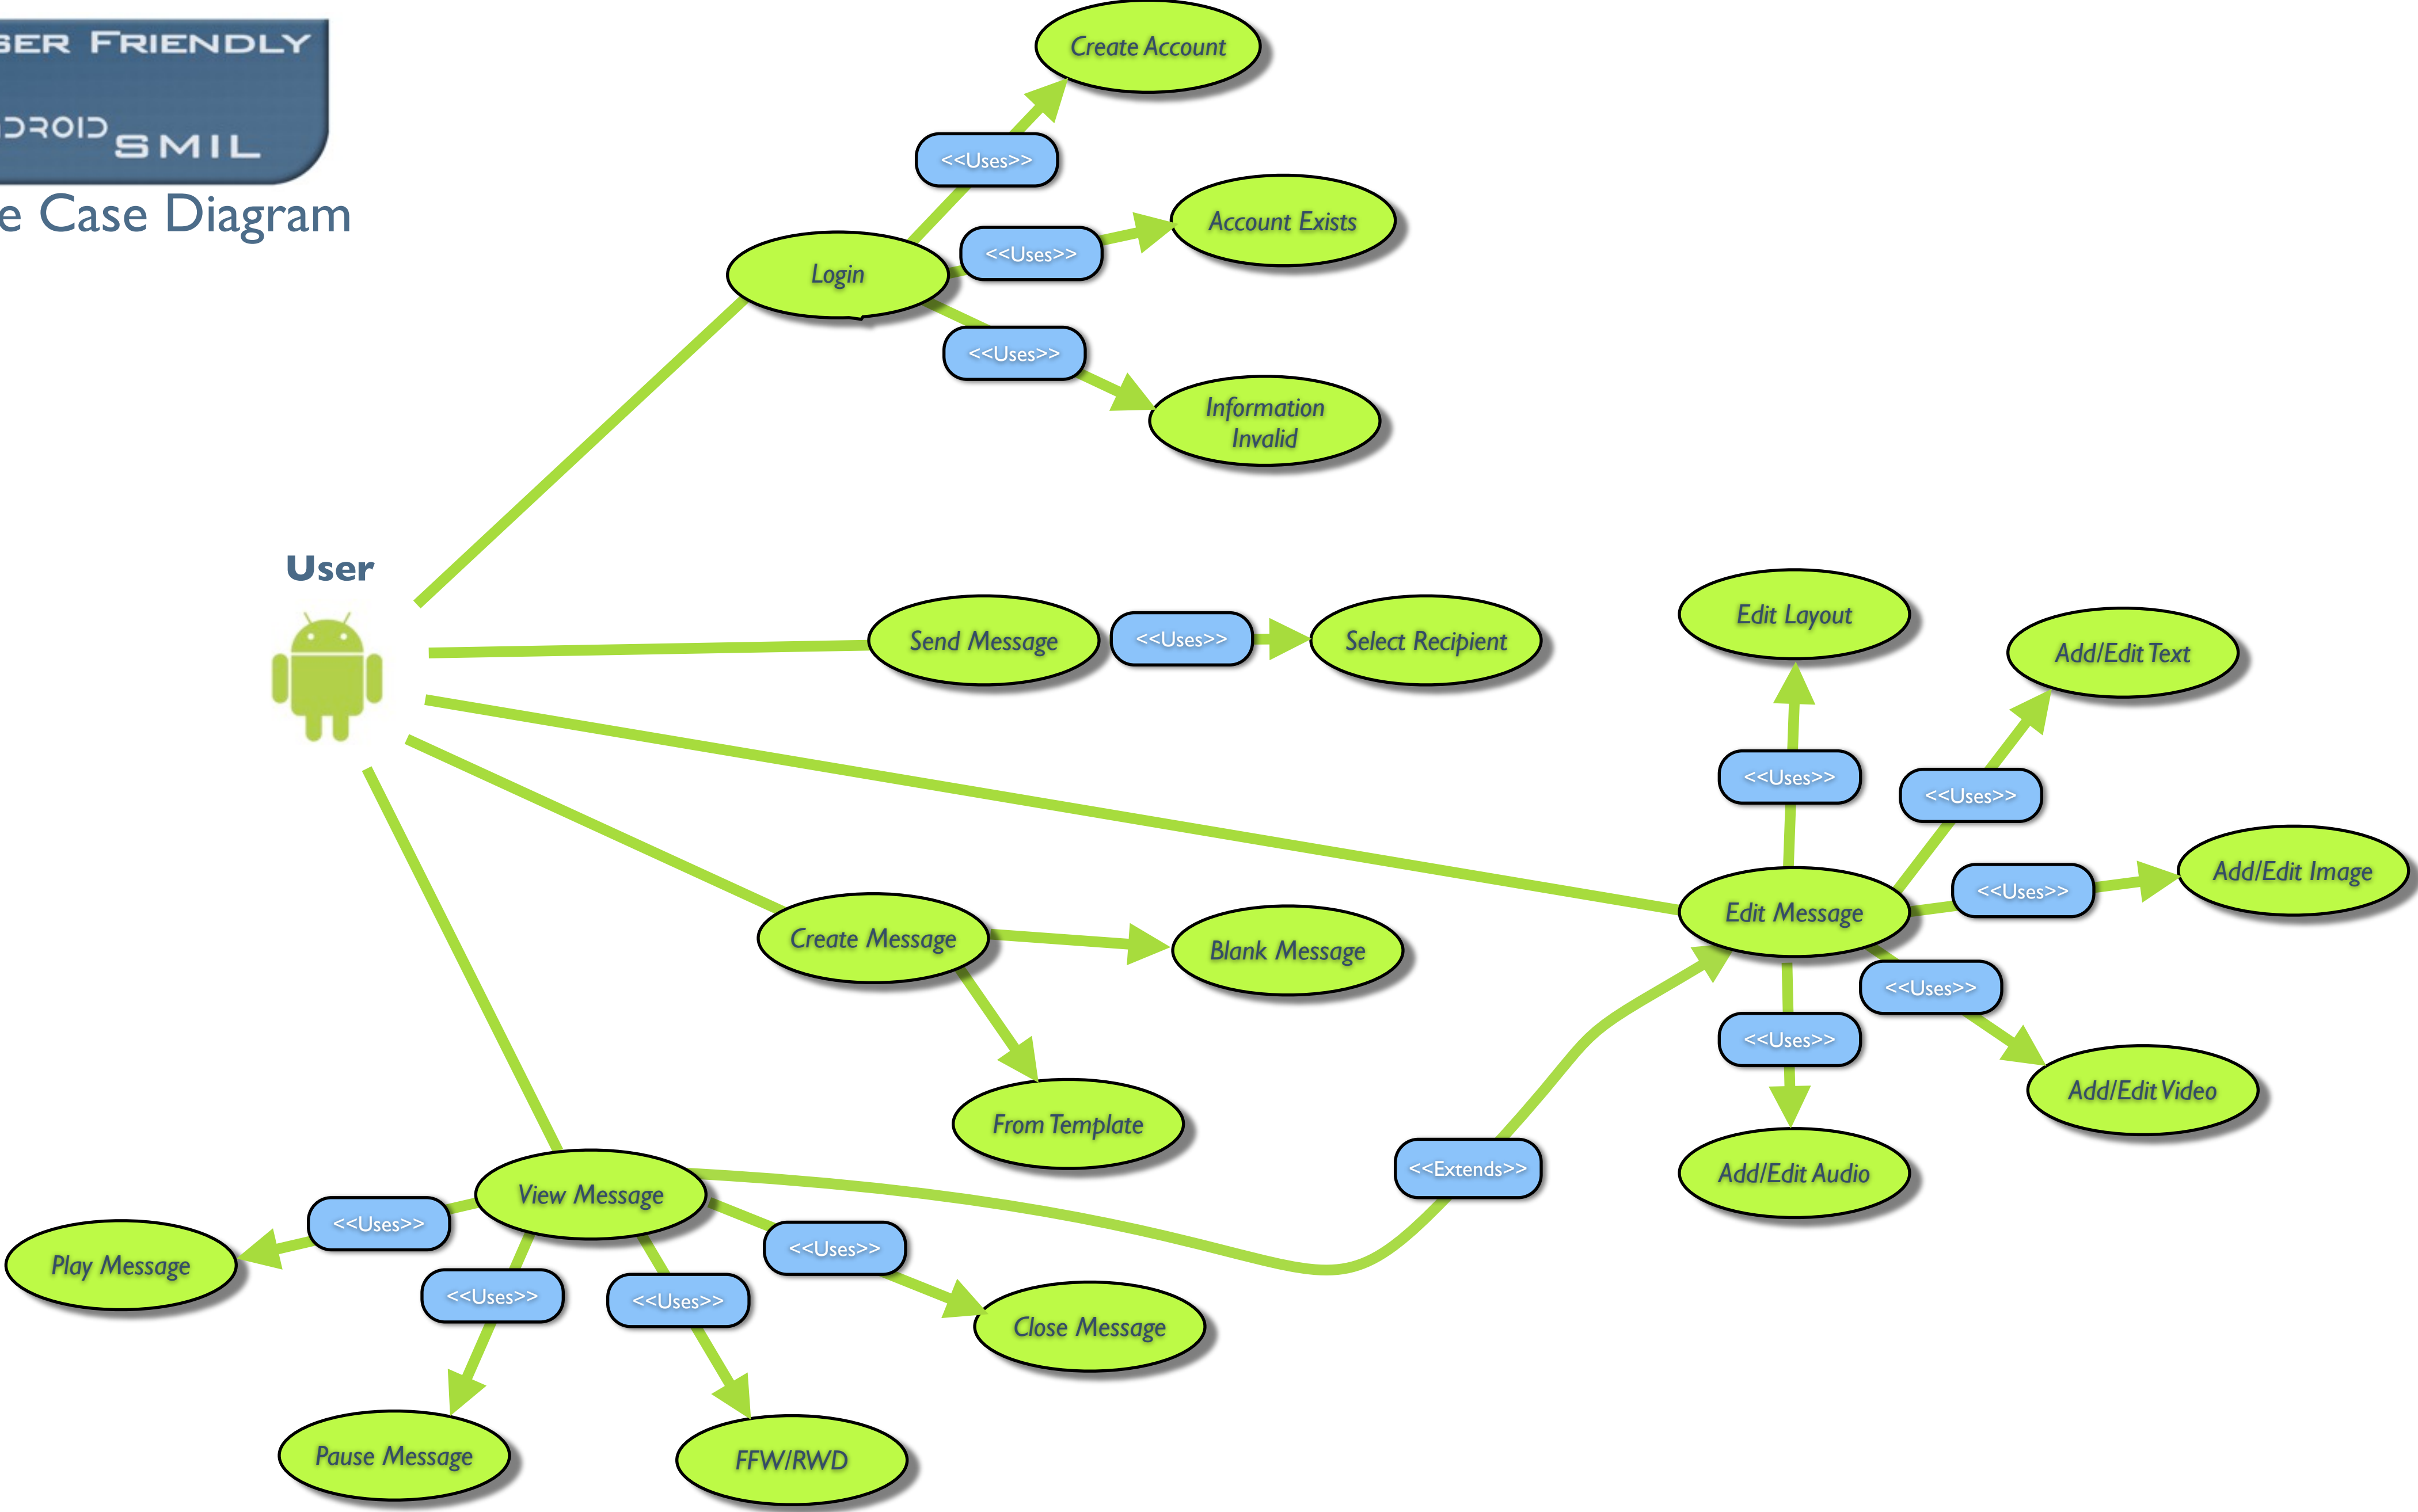 SER FRIENDLY
DROID SMIL
e Case Diagram
Create Account
<<Uses>>
Account Exists
<<Uses>>
Login
<<Uses>>
Information
Invalid
User
Send Message
<<Uses>>
Select Recipient
Edit Layout
Add/Edit Text
<<Uses>>
<<Uses>>
Add/Edit Image
<<Uses>>
Edit Message
Create Message
Blank Message
<<Uses>>
<<Uses>>
Add/Edit Video
From Template
<<Extends>>
Add/Edit Audio
View Message
<<Uses>>
<<Uses>>
Play Message
<<Uses>>
<<Uses>>
Close Message
Pause Message
FFW/RWD